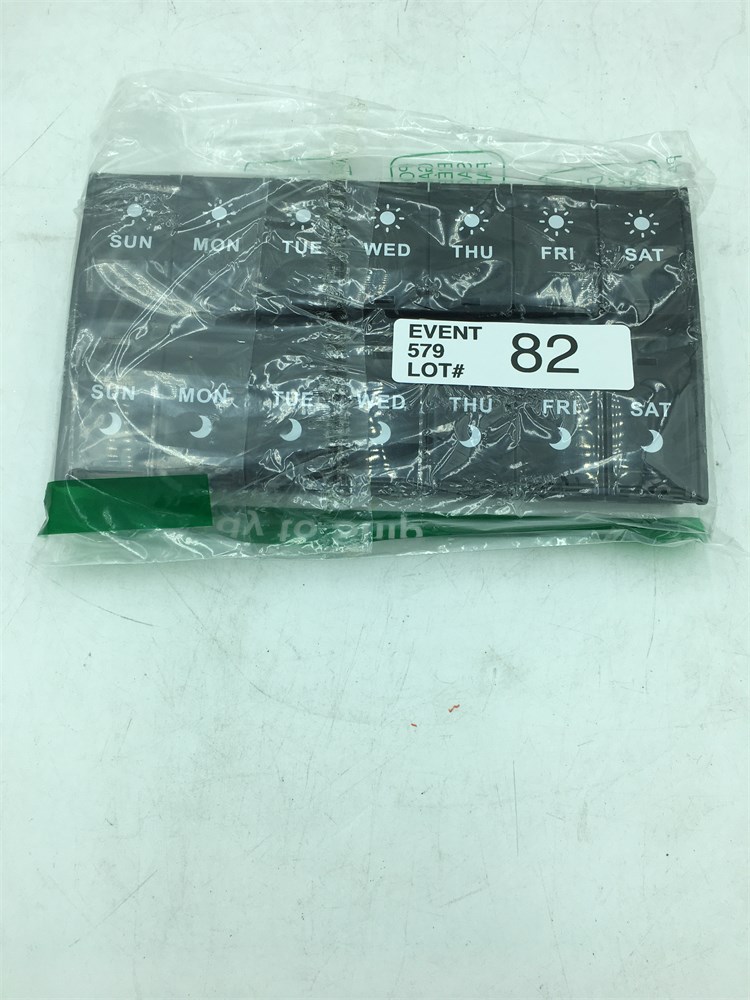 SUN MON TUE WED THU FRI SAT
EVENT
579
LOT# 82
SUN MON TUE WED THU FRI SAT